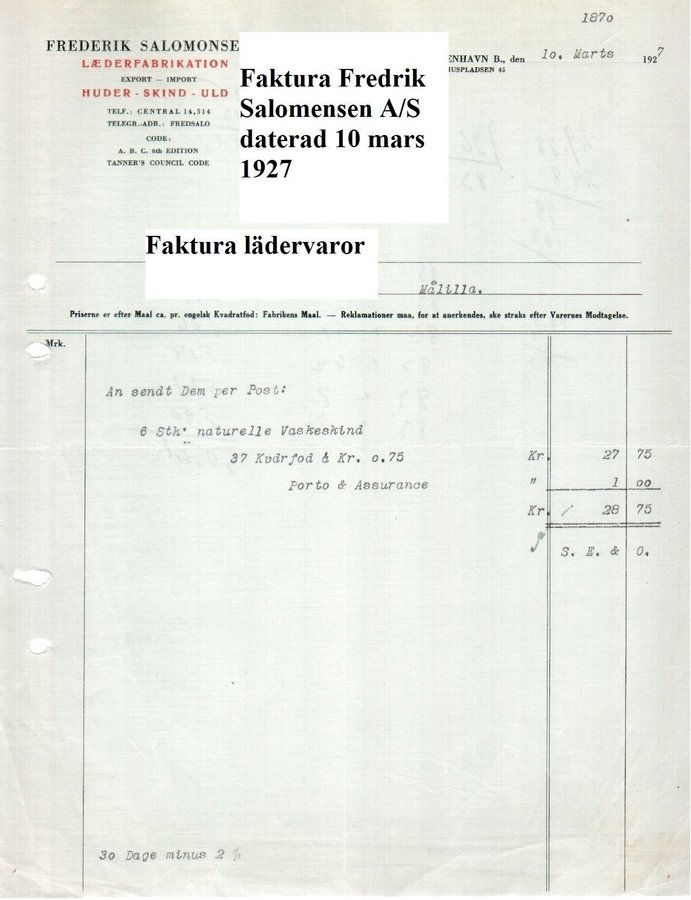 1870
FREDERIK SALOMONSE
LÆDERFABRIKATION
EXPORT — IMPORT
HUDER - SKIND - ULD
TELF.: CENTRAL 14,514
TELEGR.-ADR.: FREDSALO
CODE:
A. B. C. 6th EDITION
TANNER'S COUNCIL CODE
Faktura Fredrik
Salomensen A/S
daterad 10 mars
1927
ENHAVN B., den 10. Marts 1927
HUSPLADSEN 45
Faktura lädervaror
Målilla.
Priserne er efter Maal ca. pr. engelsk Kvadratfod: Fabrikens Maal. — Reklamationer maa, for at anerkendes, ske straks efter Varernes Modtagelse.
Mrk.
An sendt Dem per Post:
6 Stk. naturelle Vaskeskind
37 Kvdrfod á Kr. 0.75 Kr. 27 75
Porto & Assurance " 1 00
Kr. / 28 75
S. E. & O.
30 Dage minus 2 %